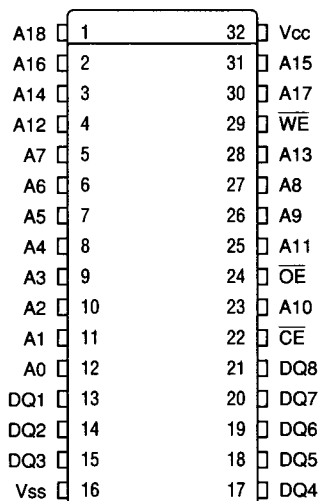 A18 1 32 Vcc
A16 2 31 A15
A14 3 30 A17
A12 4 29 W̅E̅
A7 5 28 A13
A6 6 27 A8
A5 7 26 A9
A4 8 25 A11
A3 9 24 O̅E̅
A2 10 23 A10
A1 11 22 C̅E̅
A0 12 21 DQ8
DQ1 13 20 DQ7
DQ2 14 19 DQ6
DQ3 15 18 DQ5
Vss 16 17 DQ4